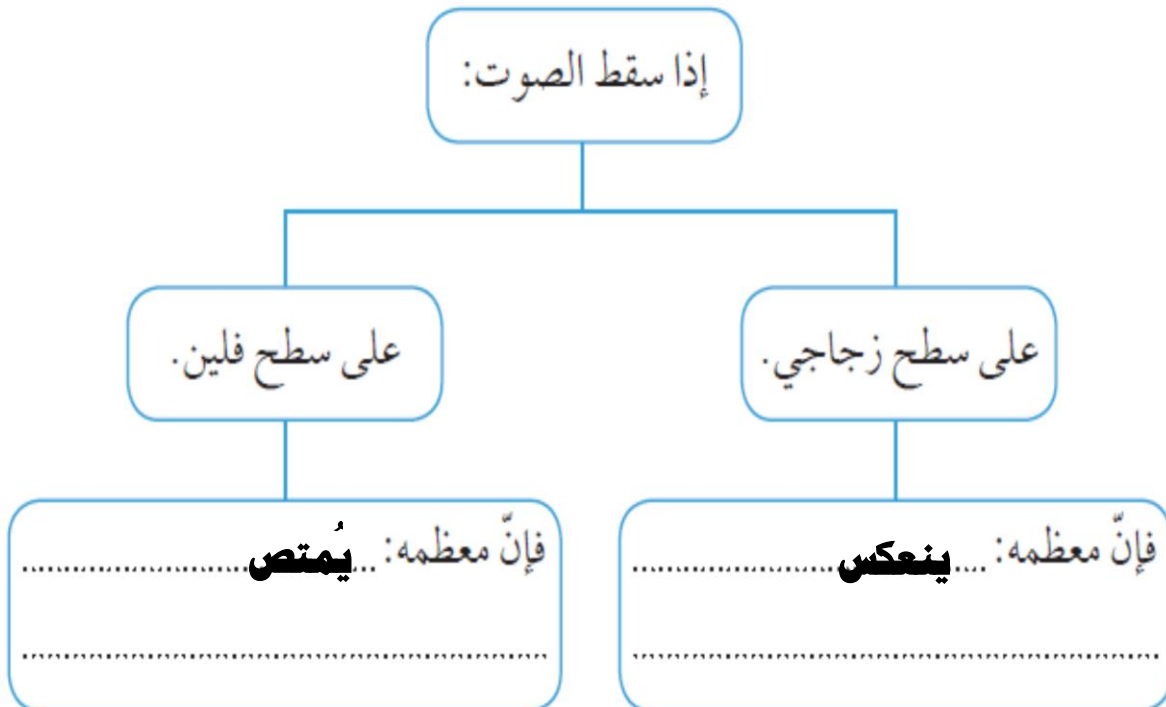 إذا سقط الصوت:
على سطح زجاجي.
على سطح فلين.
فإنّ معظمه: ينعكس
فإنّ معظمه: يُمتص